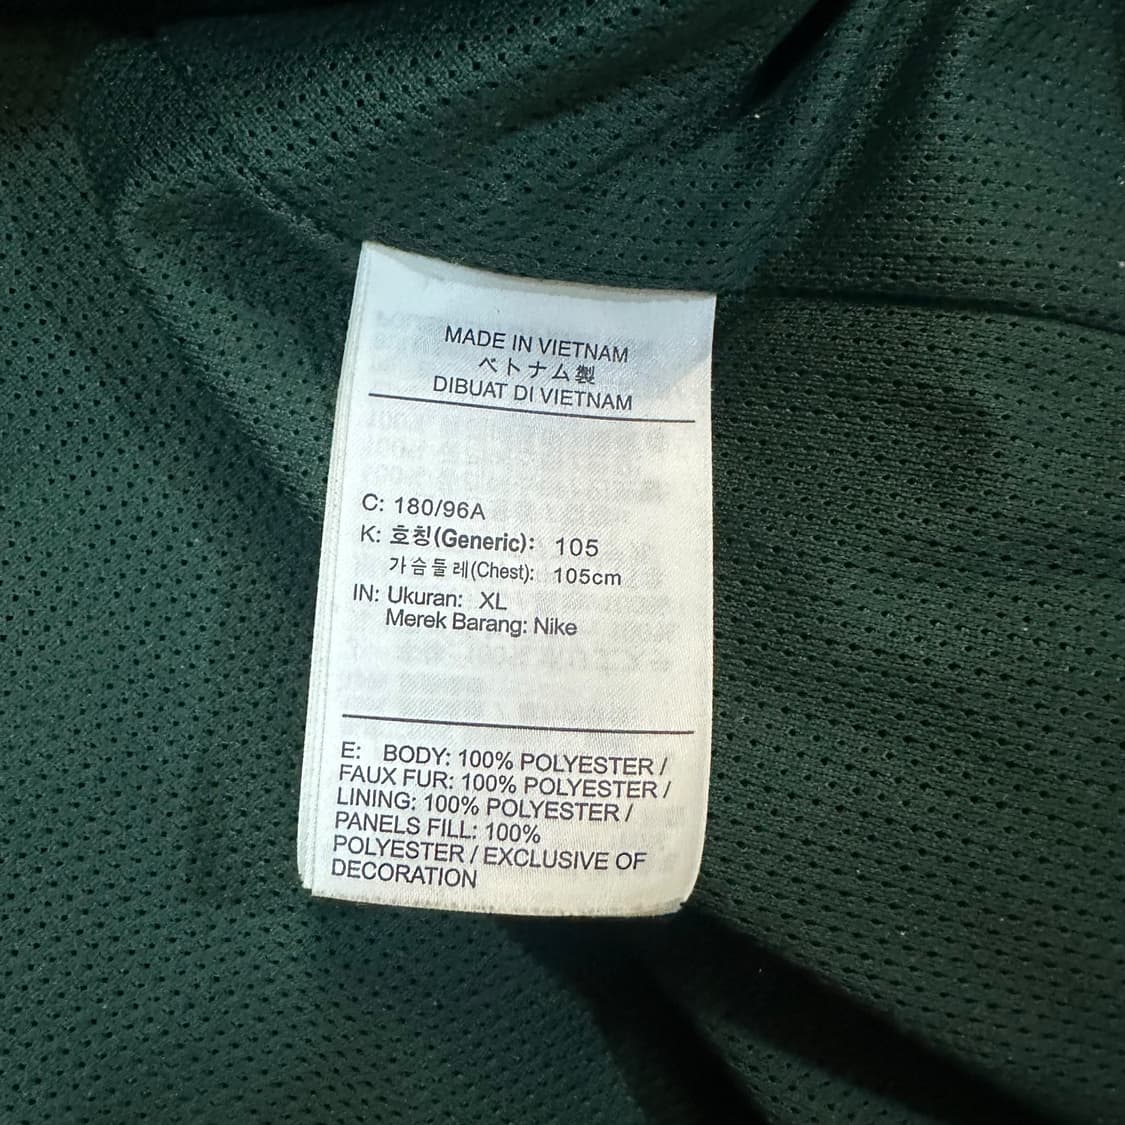 MADE IN VIETNAM
ベトナム製
DIBUAT DI VIETNAM
C: 180/96A
K: 호칭(Generic): 105
가슴둘레(Chest): 105cm
IN: Ukuran: XL
Merek Barang: Nike
E: BODY: 100% POLYESTER /
FAUX FUR: 100% POLYESTER /
LINING: 100% POLYESTER /
PANELS FILL: 100%
POLYESTER / EXCLUSIVE OF
DECORATION